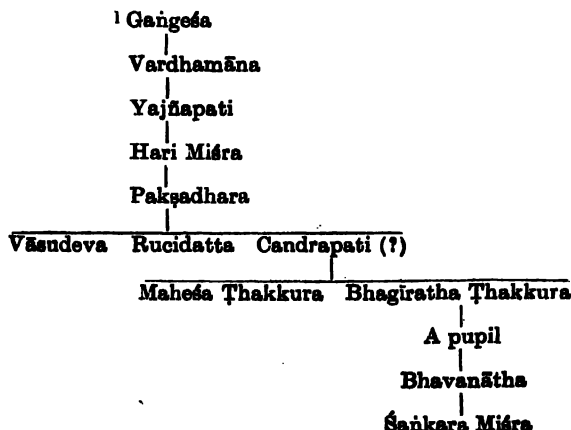 ¹ Gaṅgeśa
Vardhamāna
Yajñapati
Hari Miśra
Pakṣadhara
Vāsudeva Rucidatta Candrapati (?)
Maheśa Ṭhakkura Bhagīratha Ṭhakkura
A pupil
Bhavanātha
Śaṅkara Miśra